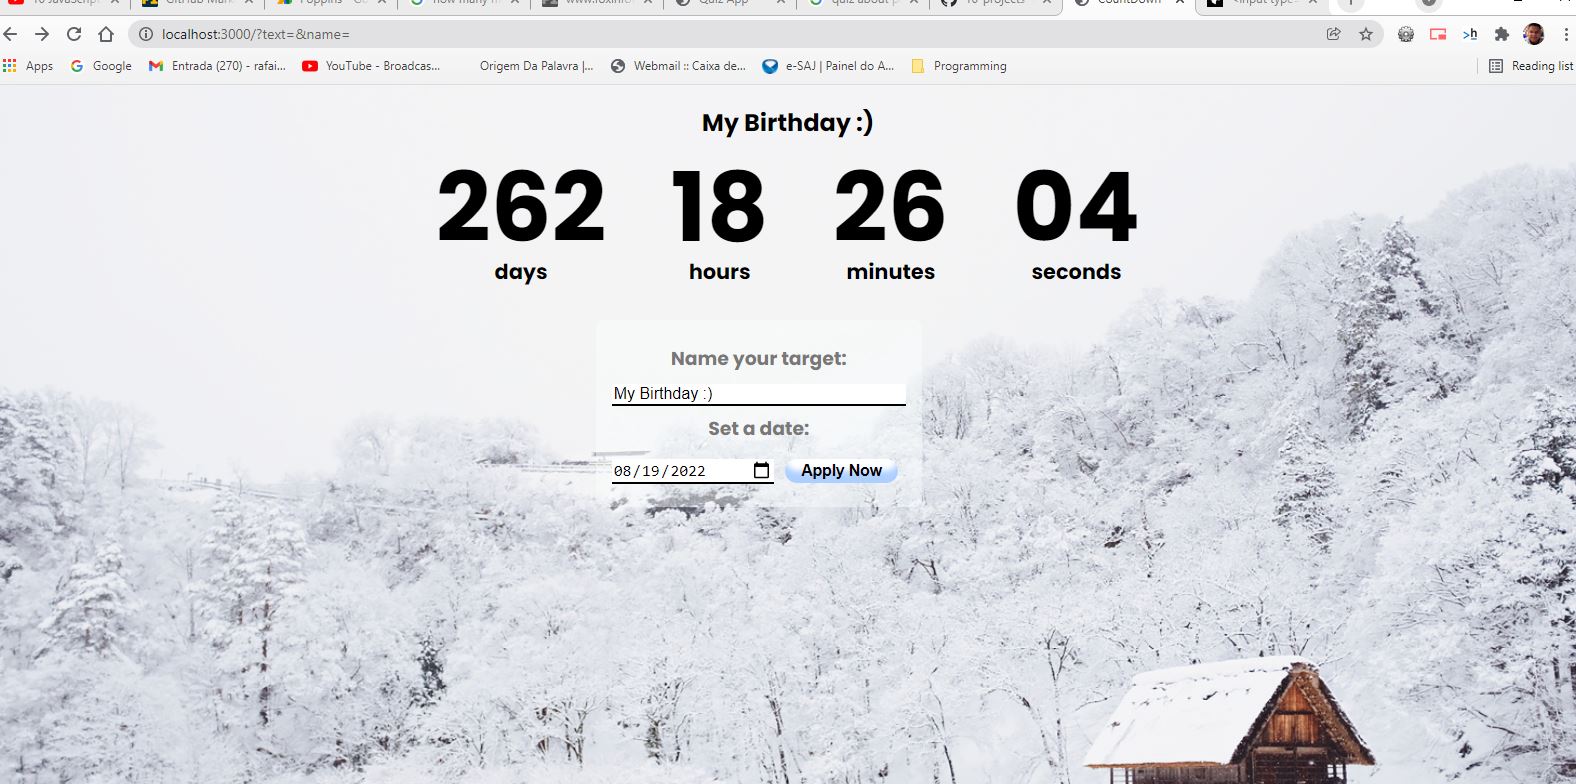 localhost:3000/?text=&name=
Apps Google Entrada (270) - rafai... YouTube - Broadcas... Origem Da Palavra |... Webmail :: Caixa de... e-SAJ | Painel do A... Programming Reading list
My Birthday :)
262 18 26 04
days hours minutes seconds
Name your target:
My Birthday :)
Set a date:
08/19/2022 Apply Now